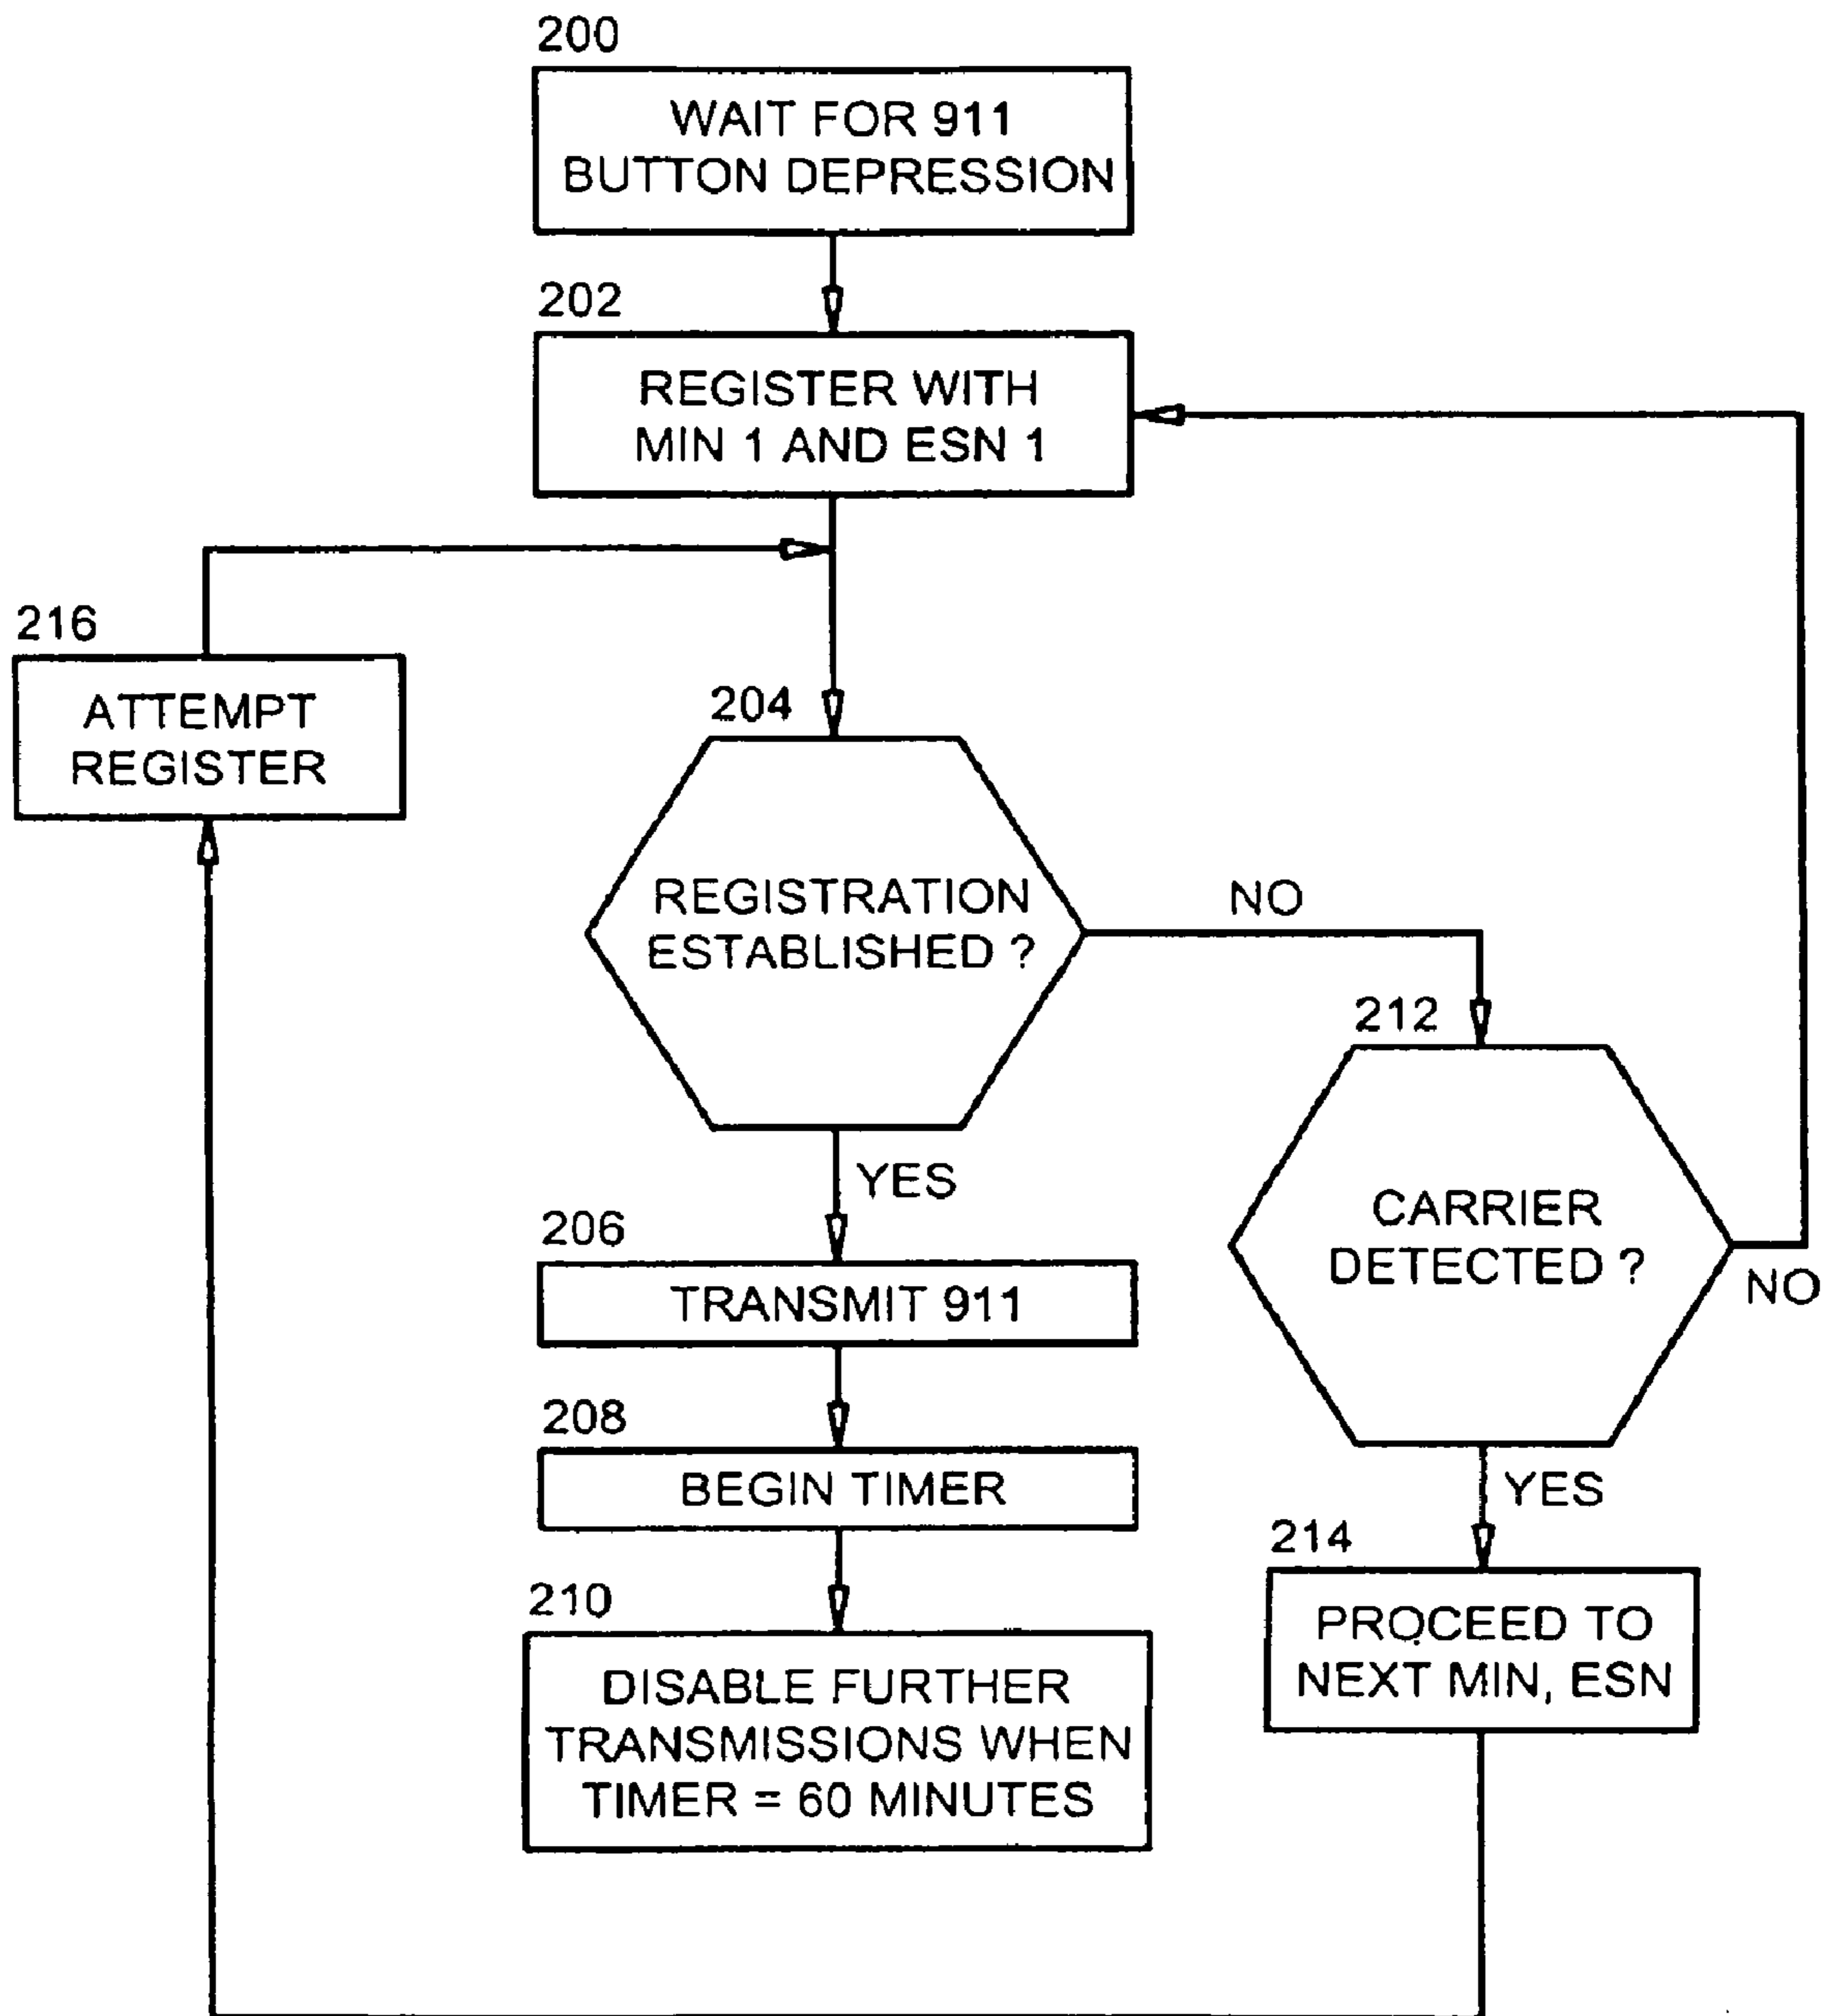 200
WAIT FOR 911
BUTTON DEPRESSION
202
REGISTER WITH
MIN 1 AND ESN 1
216
ATTEMPT
REGISTER
204
REGISTRATION
ESTABLISHED ?
NO
212
CARRIER
DETECTED ?
NO
YES
206
TRANSMIT 911
208
BEGIN TIMER
YES
214
PROCEED TO
NEXT MIN, ESN
210
DISABLE FURTHER
TRANSMISSIONS WHEN
TIMER = 60 MINUTES